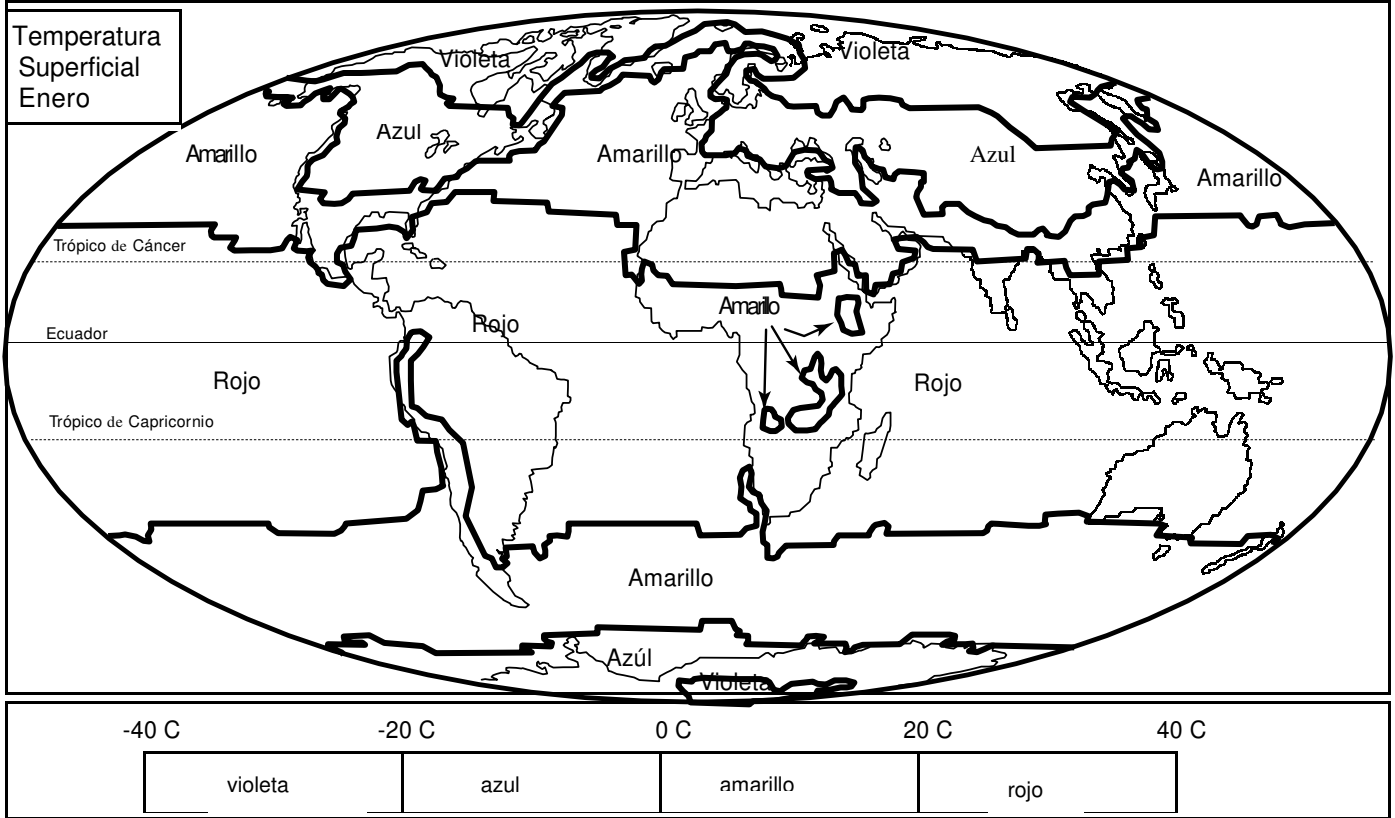 Temperatura
Superficial
Enero
Violeta
Violeta
Azul
Amarillo
Amarillo
Azul
Amarillo
Trópico de Cáncer
Amarillo
Rojo
Ecuador
Rojo
Rojo
Trópico de Capricornio
Amarillo
Azúl
Violeta
-40 C -20 C 0 C 20 C 40 C
violeta azul amarillo rojo